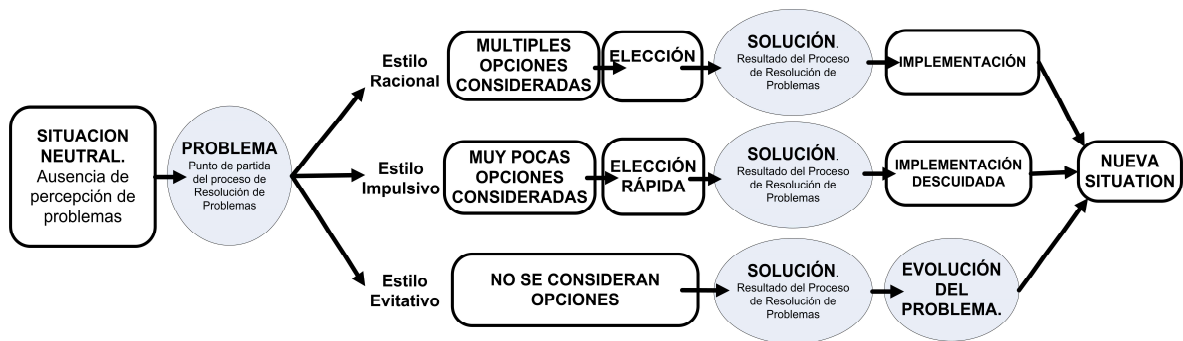 SITUACION
NEUTRAL.
Ausencia de
percepción de
problemas
PROBLEMA
Punto de partida
del proceso de
Resolución de
Problemas
Estilo
Racional
MULTIPLES
OPCIONES
CONSIDERADAS
ELECCIÓN
SOLUCIÓN.
Resultado del Proceso
de Resolución de
Problemas
IMPLEMENTACIÓN
Estilo
Impulsivo
MUY POCAS
OPCIONES
CONSIDERADAS
ELECCIÓN
RÁPIDA
SOLUCIÓN.
Resultado del Proceso
de Resolución de
Problemas
IMPLEMENTACIÓN
DESCUIDADA
Estilo
Evitativo
NO SE CONSIDERAN
OPCIONES
SOLUCIÓN.
Resultado del Proceso
de Resolución de
Problemas
EVOLUCIÓN
DEL
PROBLEMA.
NUEVA
SITUATION